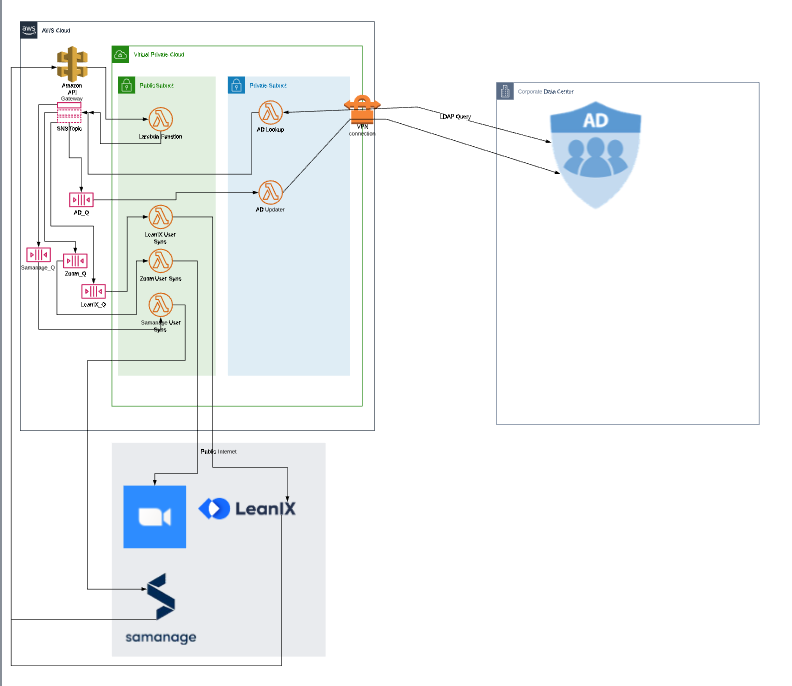 aws
AWS Cloud
Virtual Private Cloud
Amazon
API
Gateway
Public Subnet
Private Subnet
SNS Topic
Lambda Function
AD Lookup
VPN
connection
LDAP Query
Corporate Data Center
AD
AD_Q
AD Updater
LeanIX User
Sync
Samanage_Q
Zoom_Q
Zoom User Sync
LeanIX_Q
Samanage User
Sync
Public Internet
LeanIX
samanage